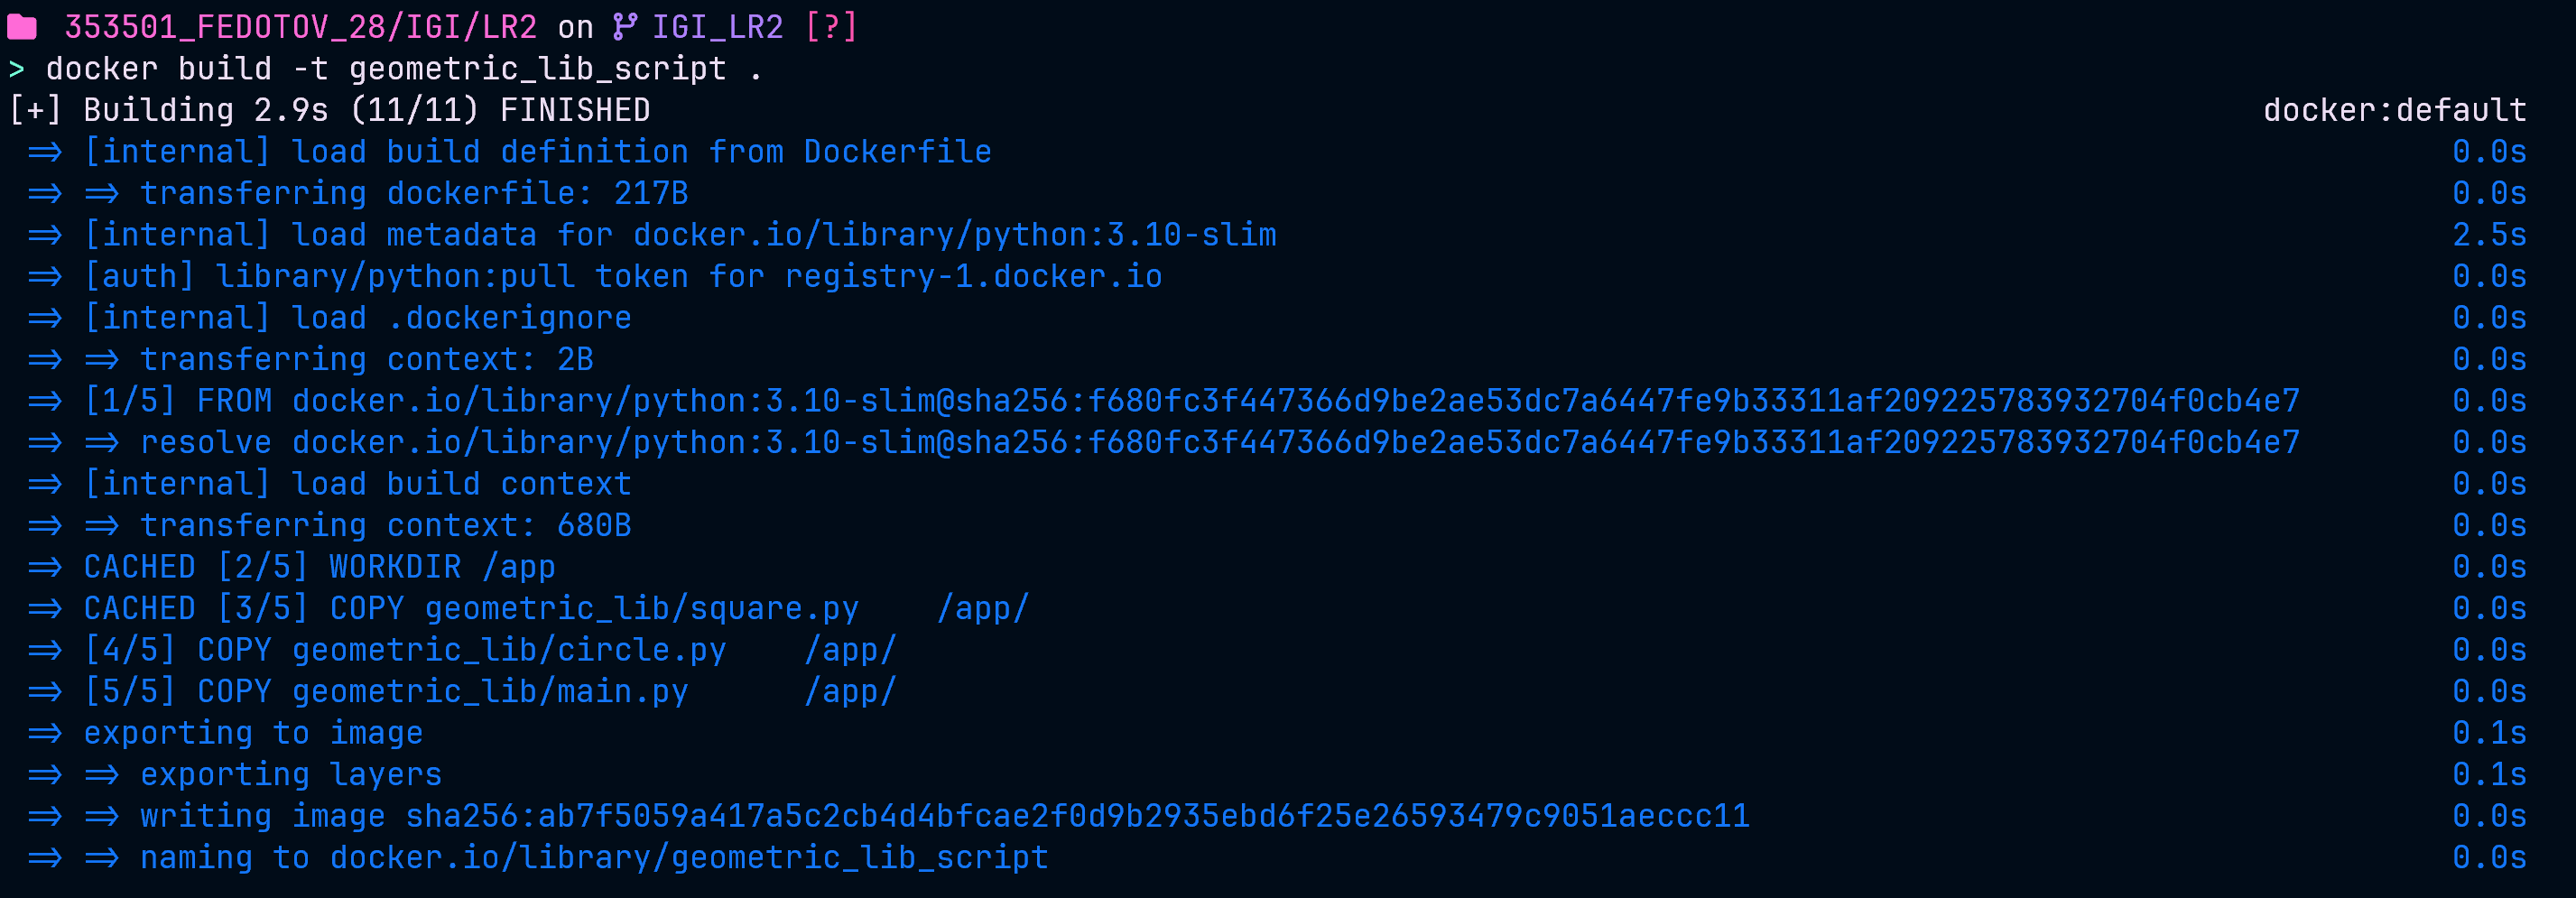 353501_FEDOTOV_28/IGI/LR2 on IGI_LR2 [?]
> docker build -t geometric_lib_script .
[+] Building 2.9s (11/11) FINISHED docker:default
=> [internal] load build definition from Dockerfile 0.0s
=> => transferring dockerfile: 217B 0.0s
=> [internal] load metadata for docker.io/library/python:3.10-slim 2.5s
=> [auth] library/python:pull token for registry-1.docker.io 0.0s
=> [internal] load .dockerignore 0.0s
=> => transferring context: 2B 0.0s
=> [1/5] FROM docker.io/library/python:3.10-slim@sha256:f680fc3f447366d9be2ae53dc7a6447fe9b33311af209225783932704f0cb4e7 0.0s
=> => resolve docker.io/library/python:3.10-slim@sha256:f680fc3f447366d9be2ae53dc7a6447fe9b33311af209225783932704f0cb4e7 0.0s
=> [internal] load build context 0.0s
=> => transferring context: 680B 0.0s
=> CACHED [2/5] WORKDIR /app 0.0s
=> CACHED [3/5] COPY geometric_lib/square.py    /app/ 0.0s
=> [4/5] COPY geometric_lib/circle.py    /app/ 0.0s
=> [5/5] COPY geometric_lib/main.py      /app/ 0.0s
=> exporting to image 0.1s
=> => exporting layers 0.1s
=> => writing image sha256:ab7f5059a417a5c2cb4d4bfcae2f0d9b2935ebd6f25e26593479c9051aeccc11 0.0s
=> => naming to docker.io/library/geometric_lib_script 0.0s